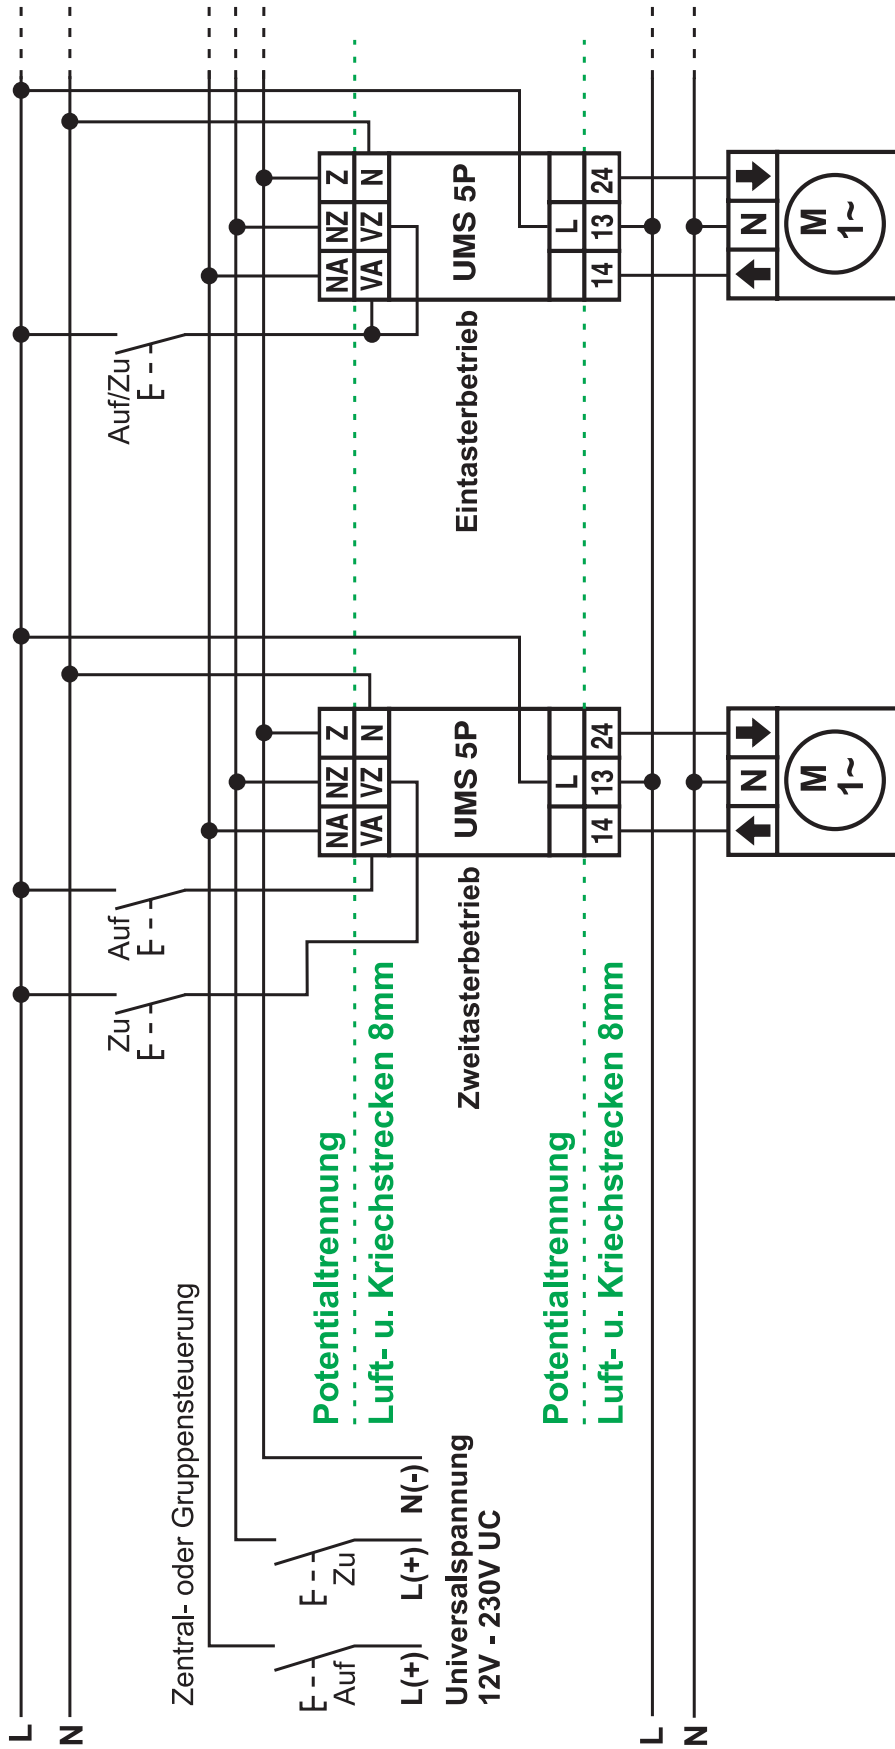 L
N
Zentral- oder Gruppensteuerung
Auf
Zu
L(+)
L(+)
N(-)
Universalspannung
12V - 230V UC
Potentialtrennung
Luft- u. Kriechstrecken 8mm
Potentialtrennung
Luft- u. Kriechstrecken 8mm
L
N
Zu
Auf
Zweitasterbetrieb
NA
NZ
Z
VA
VZ
N
UMS 5P
L
14
13
24
N
M
1~
Auf/Zu
Eintasterbetrieb
NA
NZ
Z
VA
VZ
N
UMS 5P
L
14
13
24
N
M
1~